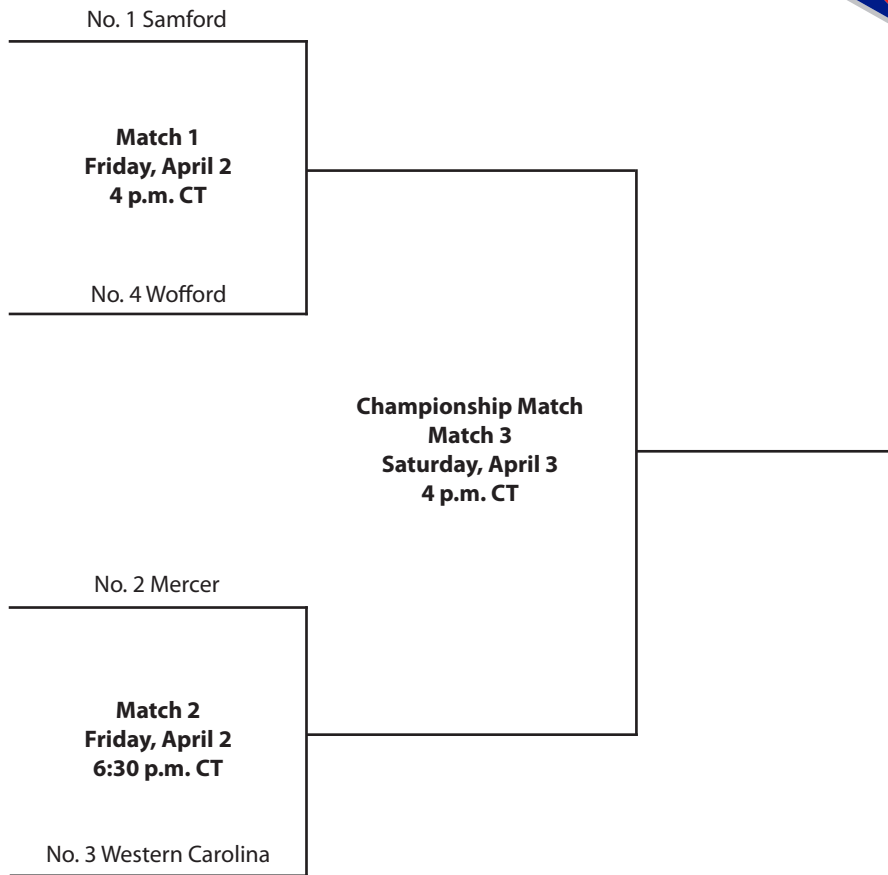 No. 1 Samford
Match 1
Friday, April 2
4 p.m. CT
No. 4 Wofford
Championship Match
Match 3
Saturday, April 3
4 p.m. CT
No. 2 Mercer
Match 2
Friday, April 2
6:30 p.m. CT
No. 3 Western Carolina